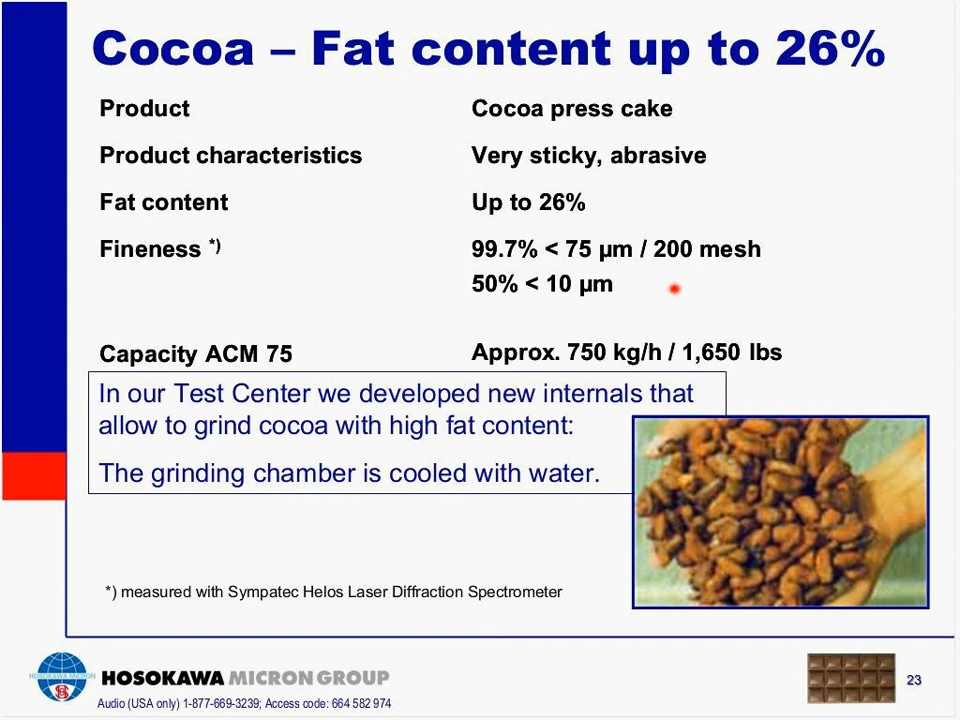 Cocoa – Fat content up to 26%
Product Cocoa press cake
Product characteristics Very sticky, abrasive
Fat content Up to 26%
Fineness *) 99.7% < 75 µm / 200 mesh
50% < 10 µm
Capacity ACM 75 Approx. 750 kg/h / 1,650 lbs
In our Test Center we developed new internals that
allow to grind cocoa with high fat content:
The grinding chamber is cooled with water.
*) measured with Sympatec Helos Laser Diffraction Spectrometer
HOSOKAWA MICRON
HOSOKAWA MICRON GROUP
23
Audio (USA only) 1-877-669-3239; Access code: 664 582 974